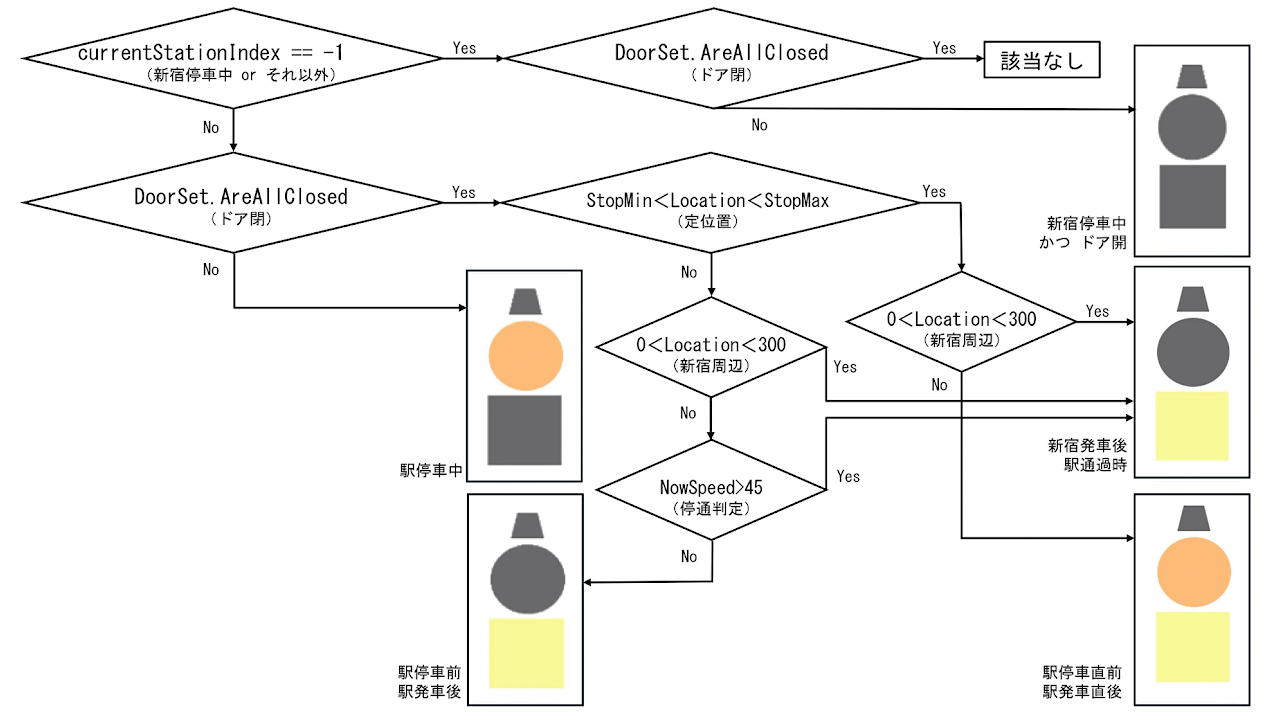 currentStationIndex == -1
(新宿停車中 or それ以外)
Yes
No
DoorSet.AreAllClosed
(ドア閉)
Yes
No
該当なし
新宿停車中
かつ ドア開
DoorSet.AreAllClosed
(ドア閉)
Yes
No
StopMin<Location<StopMax
(定位置)
Yes
No
駅停車中
0<Location<300
(新宿周辺)
Yes
No
0<Location<300
(新宿周辺)
Yes
No
新宿発車後
駅通過時
NowSpeed>45
(停通判定)
Yes
No
駅停車前
駅発車後
駅停車直前
駅発車直後